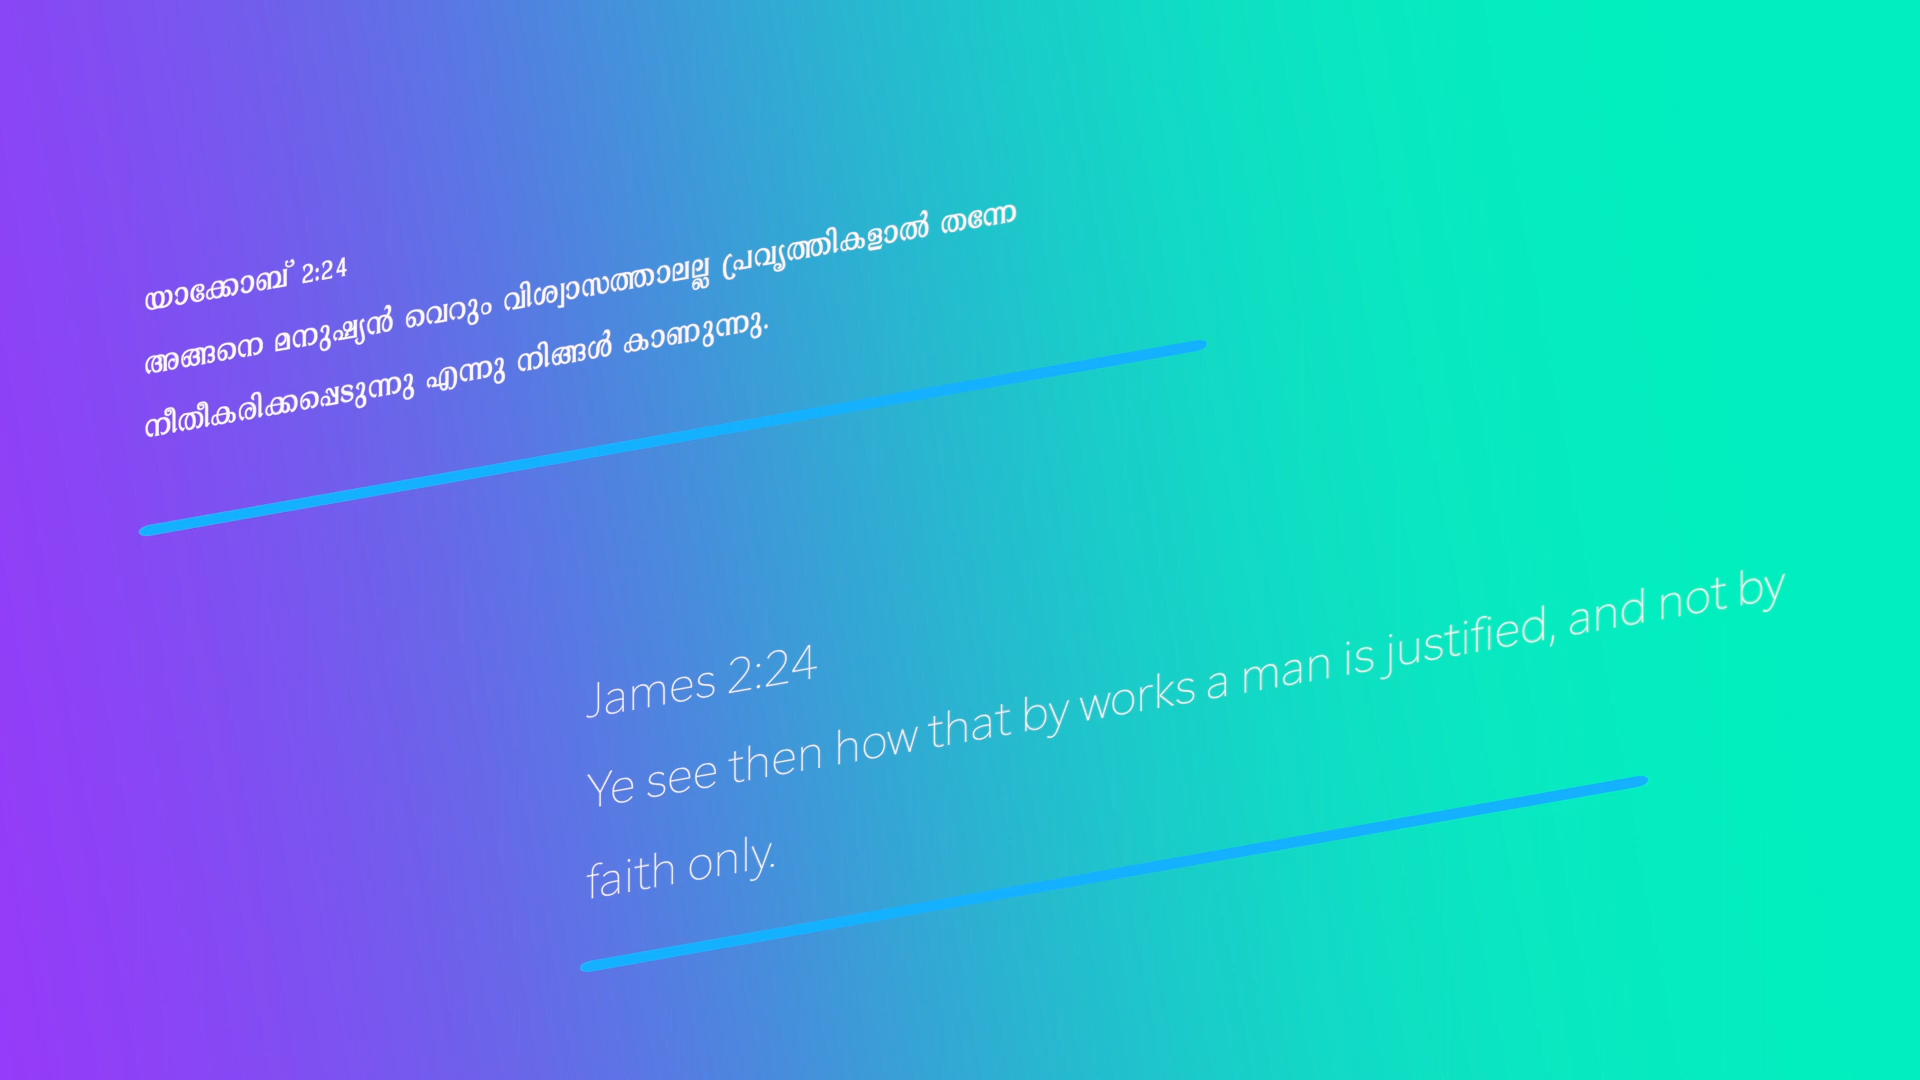 യാക്കോബ് 2:24
അങ്ങനെ മനുഷ്യൻ വെറും വിശ്വാസത്താലല്ല പ്രവൃത്തികളാൽ തന്നേ
നീതീകരിക്കപ്പെടുന്നു എന്നു നിങ്ങൾ കാണുന്നു.
James 2:24
Ye see then how that by works a man is justified, and not by
faith only.